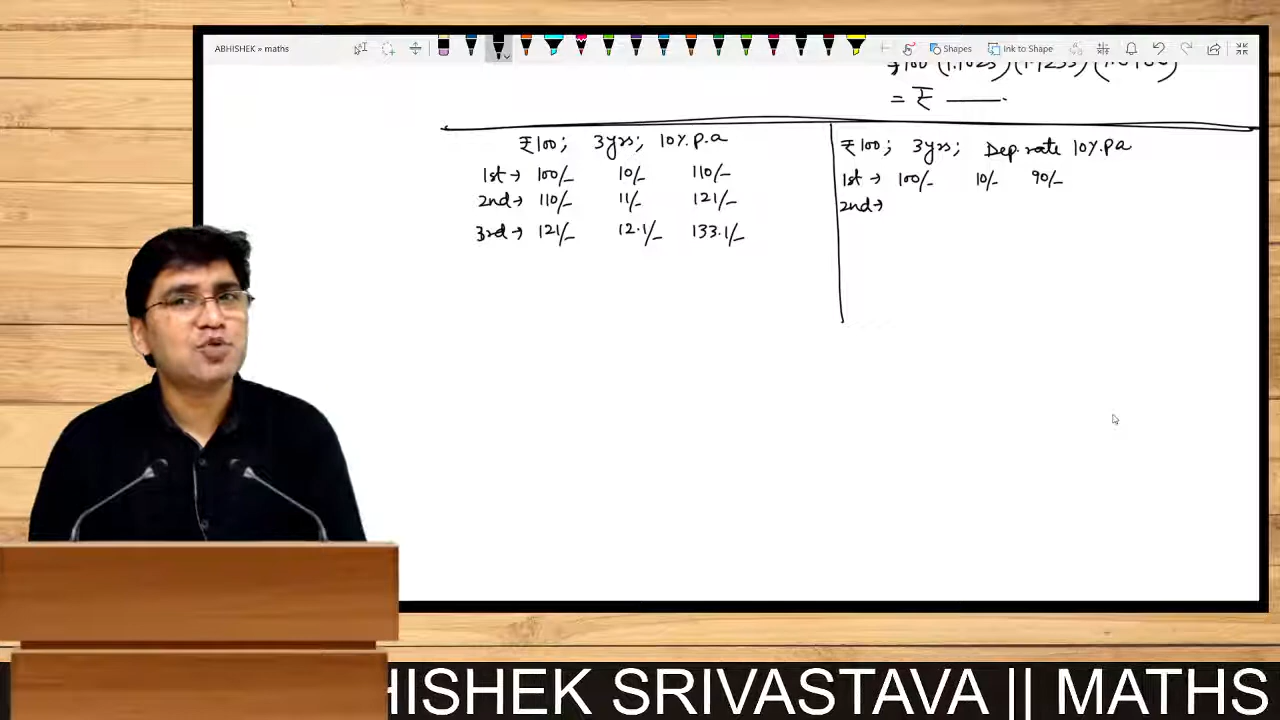 ABHISHEK » maths
Shapes
Ink to Shape
= ₹ ——.
₹100; 3yrs; 10%.p.a
1st → 100/- 10/- 110/-
2nd → 110/- 11/- 121/-
3rd → 121/- 12.1/- 133.1/-
₹100; 3yrs; Dep.rate 10%.pa
1st → 100/- 10/- 90/-
2nd →
HISHEK SRIVASTAVA || MATHS